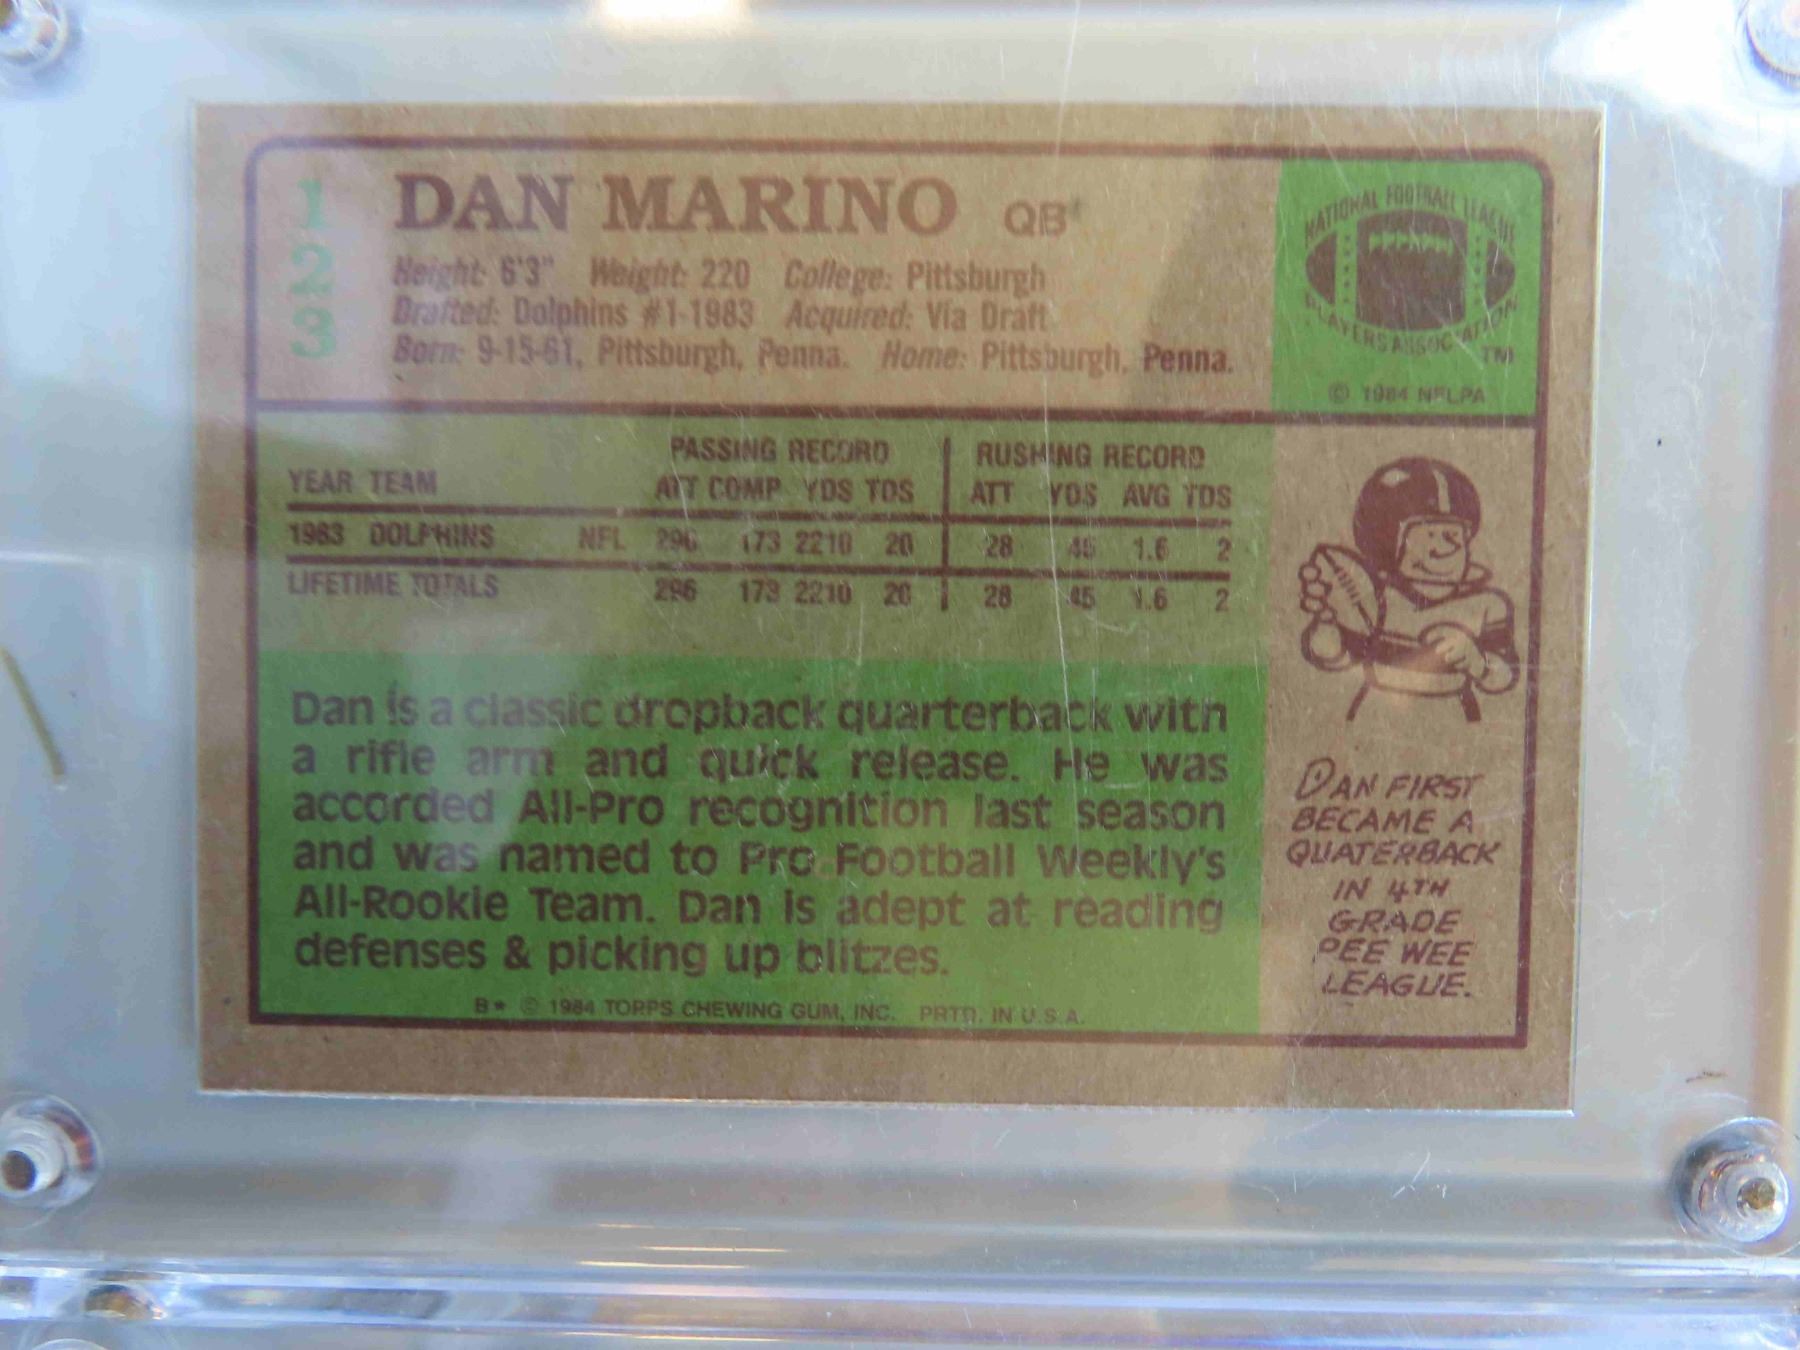 1
2
3
DAN MARINO QB
Height: 6'3" Weight: 220 College: Pittsburgh
Drafted: Dolphins #1-1983 Acquired: Via Draft
Born: 9-15-61, Pittsburgh, Penna. Home: Pittsburgh, Penna.
NATIONAL FOOTBALL LEAGUE
PLAYERS ASSOCIATION
TM
© 1984 NFLPA
PASSING RECORD RUSHING RECORD
YEAR TEAM ATT COMP YDS TDS ATT YDS AVG TDS
1983 DOLPHINS NFL 296 173 2210 20 28 45 1.6 2
LIFETIME TOTALS 296 173 2210 20 28 45 1.6 2
Dan is a classic dropback quarterback with
a rifle arm and quick release. He was
accorded All-Pro recognition last season
and was named to Pro Football Weekly's
All-Rookie Team. Dan is adept at reading
defenses & picking up blitzes.
B* © 1984 TOPPS CHEWING GUM, INC. PRTD. IN U.S.A.
DAN FIRST
BECAME A
QUATERBACK
IN 4TH
GRADE
PEE WEE
LEAGUE.